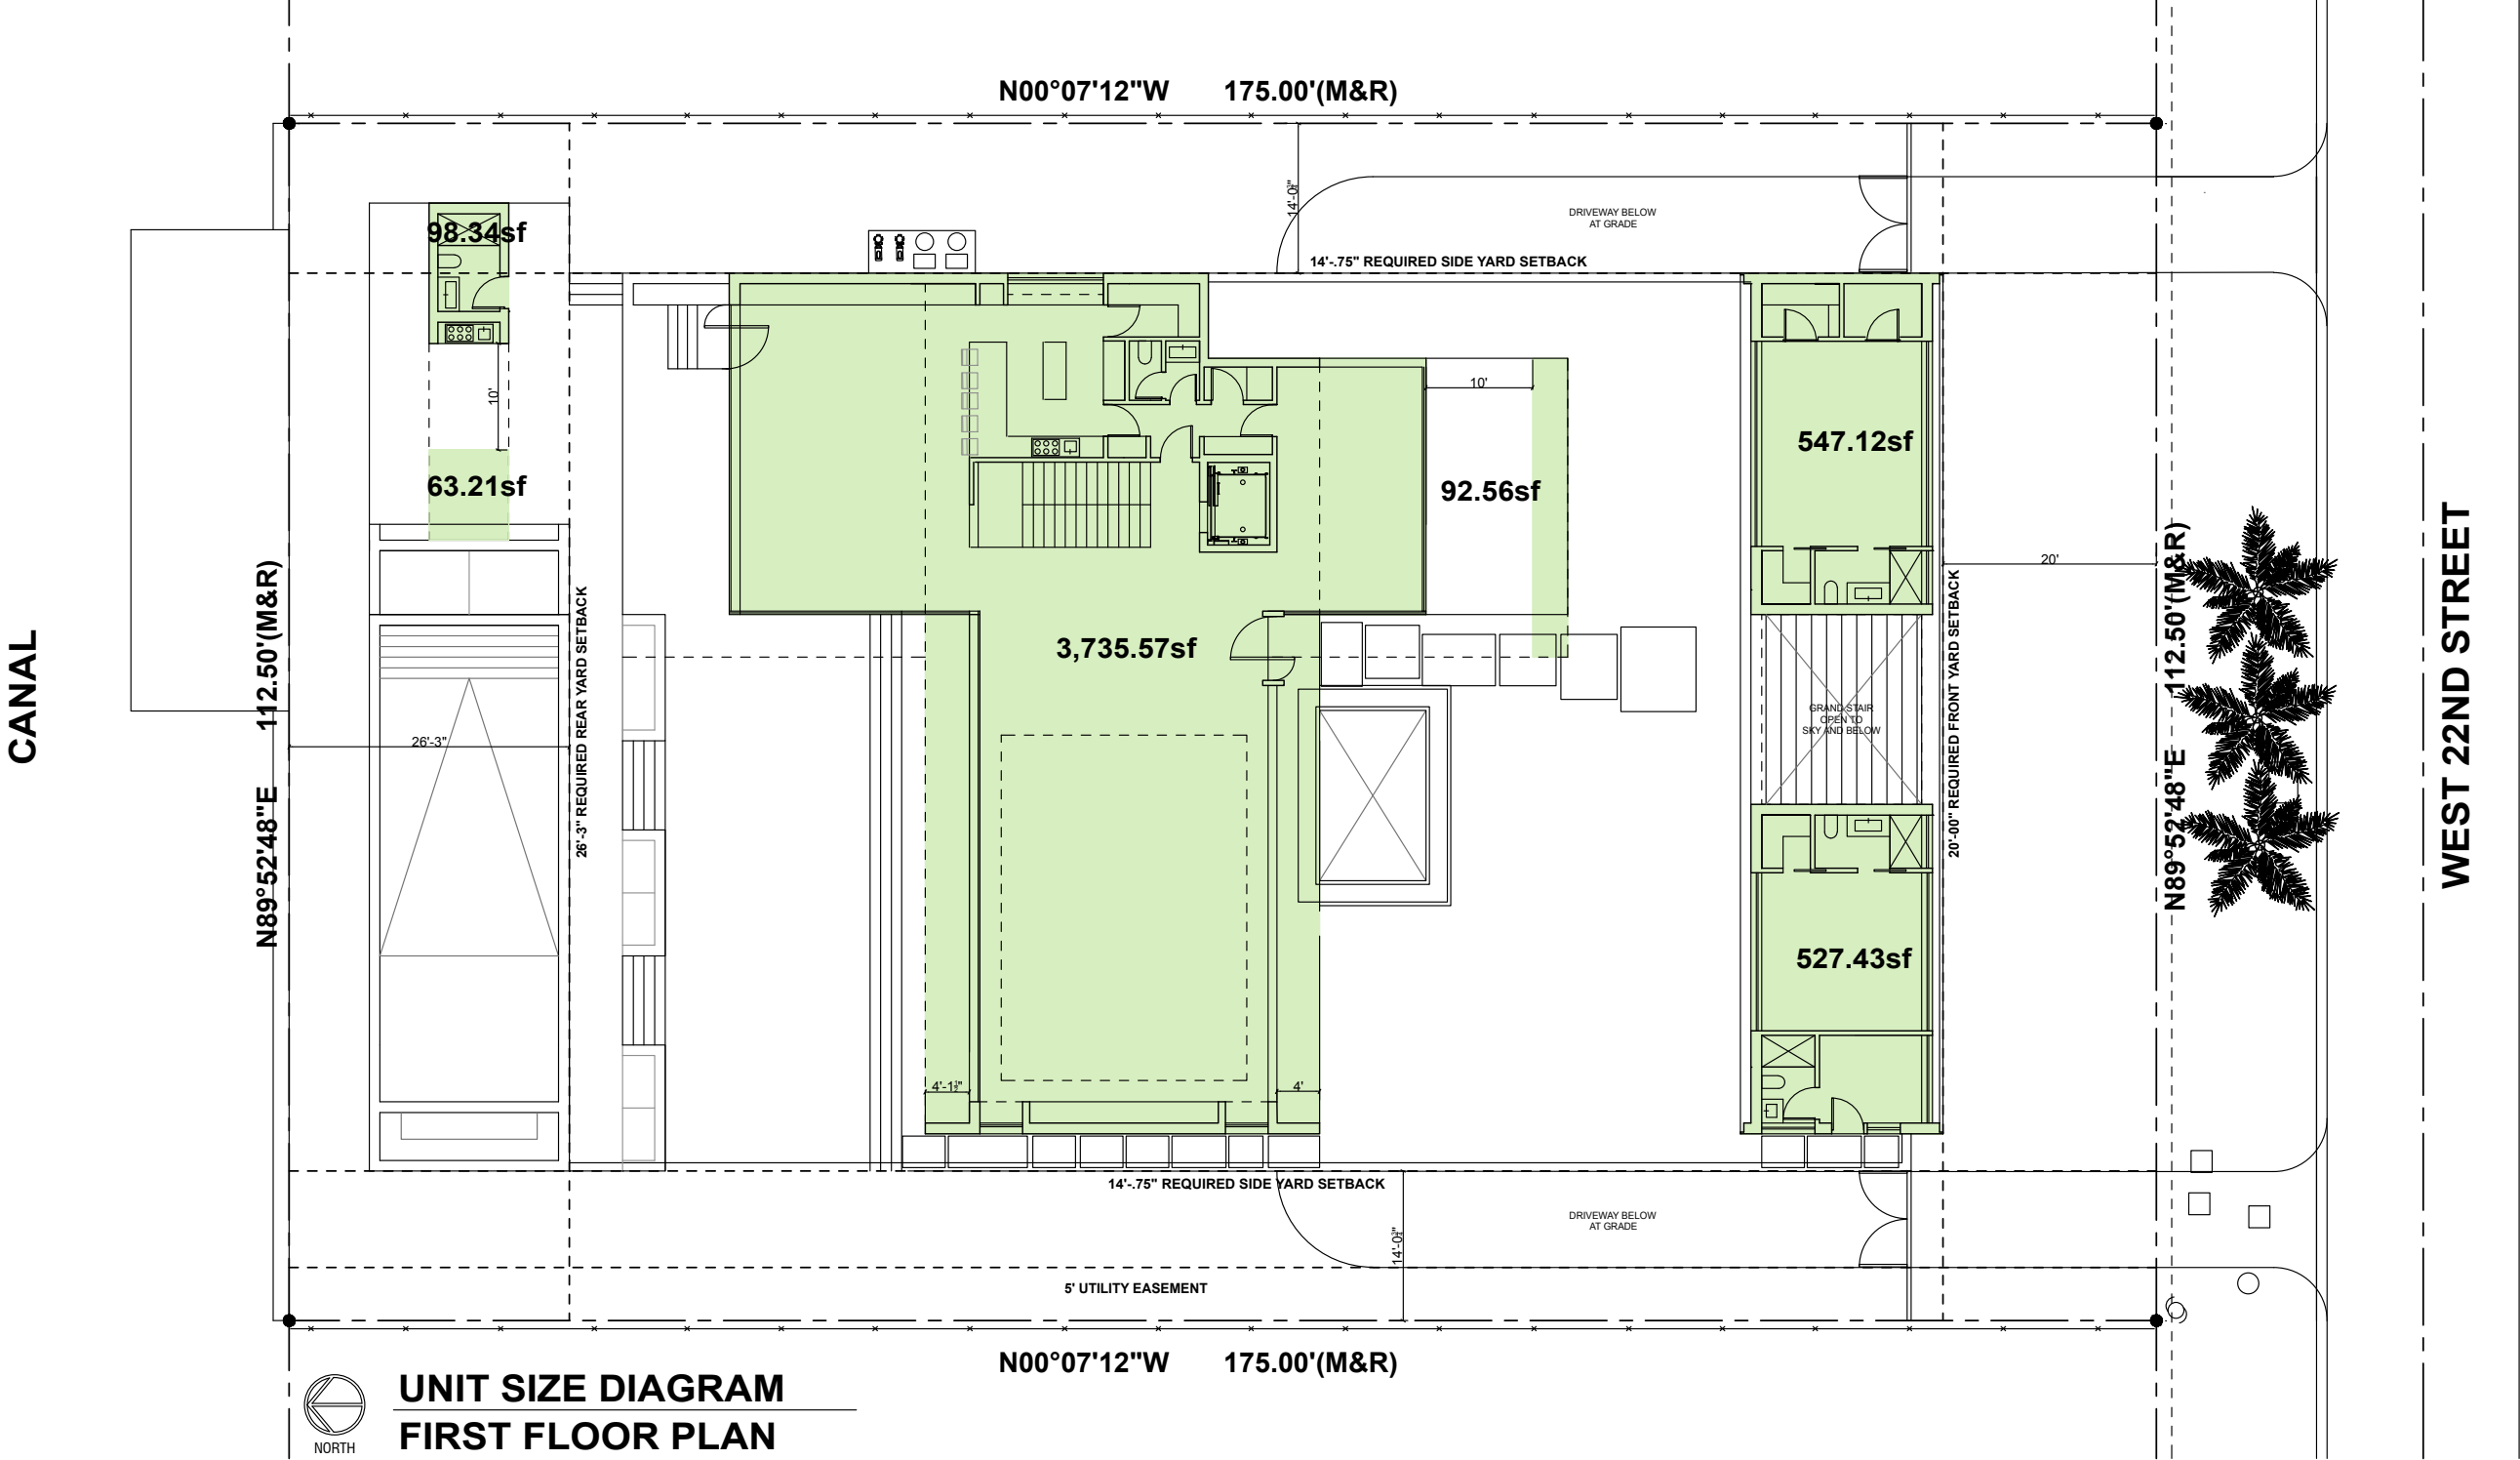 N00°07'12"W 175.00'(M&R)
14'-0¾"
DRIVEWAY BELOW
AT GRADE
98.34sf
14'-.75" REQUIRED SIDE YARD SETBACK
10'
10'
547.12sf
63.21sf
92.56sf
20'
CANAL
N89°52'48"E 112.50'(M&R)
26'-3" REQUIRED REAR YARD SETBACK
26'-3"
3,735.57sf
GRAND STAIR
OPEN TO
SKY AND BELOW
20'-00" REQUIRED FRONT YARD SETBACK
N89°52'48"E 112.50'(M&R)
WEST 22ND STREET
527.43sf
4'-1½"
4'
14'-.75" REQUIRED SIDE YARD SETBACK
DRIVEWAY BELOW
AT GRADE
14'-0¾"
5' UTILITY EASEMENT
N00°07'12"W 175.00'(M&R)
UNIT SIZE DIAGRAM
FIRST FLOOR PLAN
NORTH